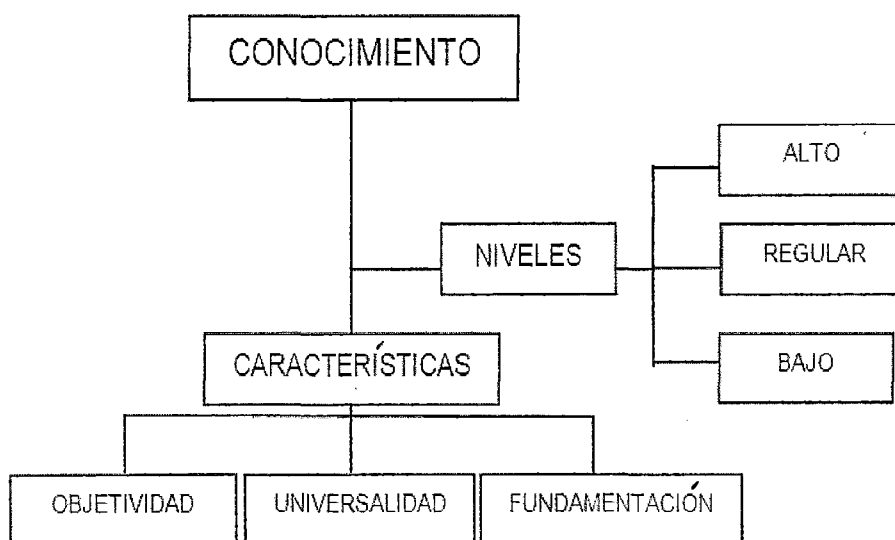 CONOCIMIENTO
ALTO
NIVELES
REGULAR
CARACTERÍSTICAS
BAJO
OBJETIVIDAD
UNIVERSALIDAD
FUNDAMENTACIÓN